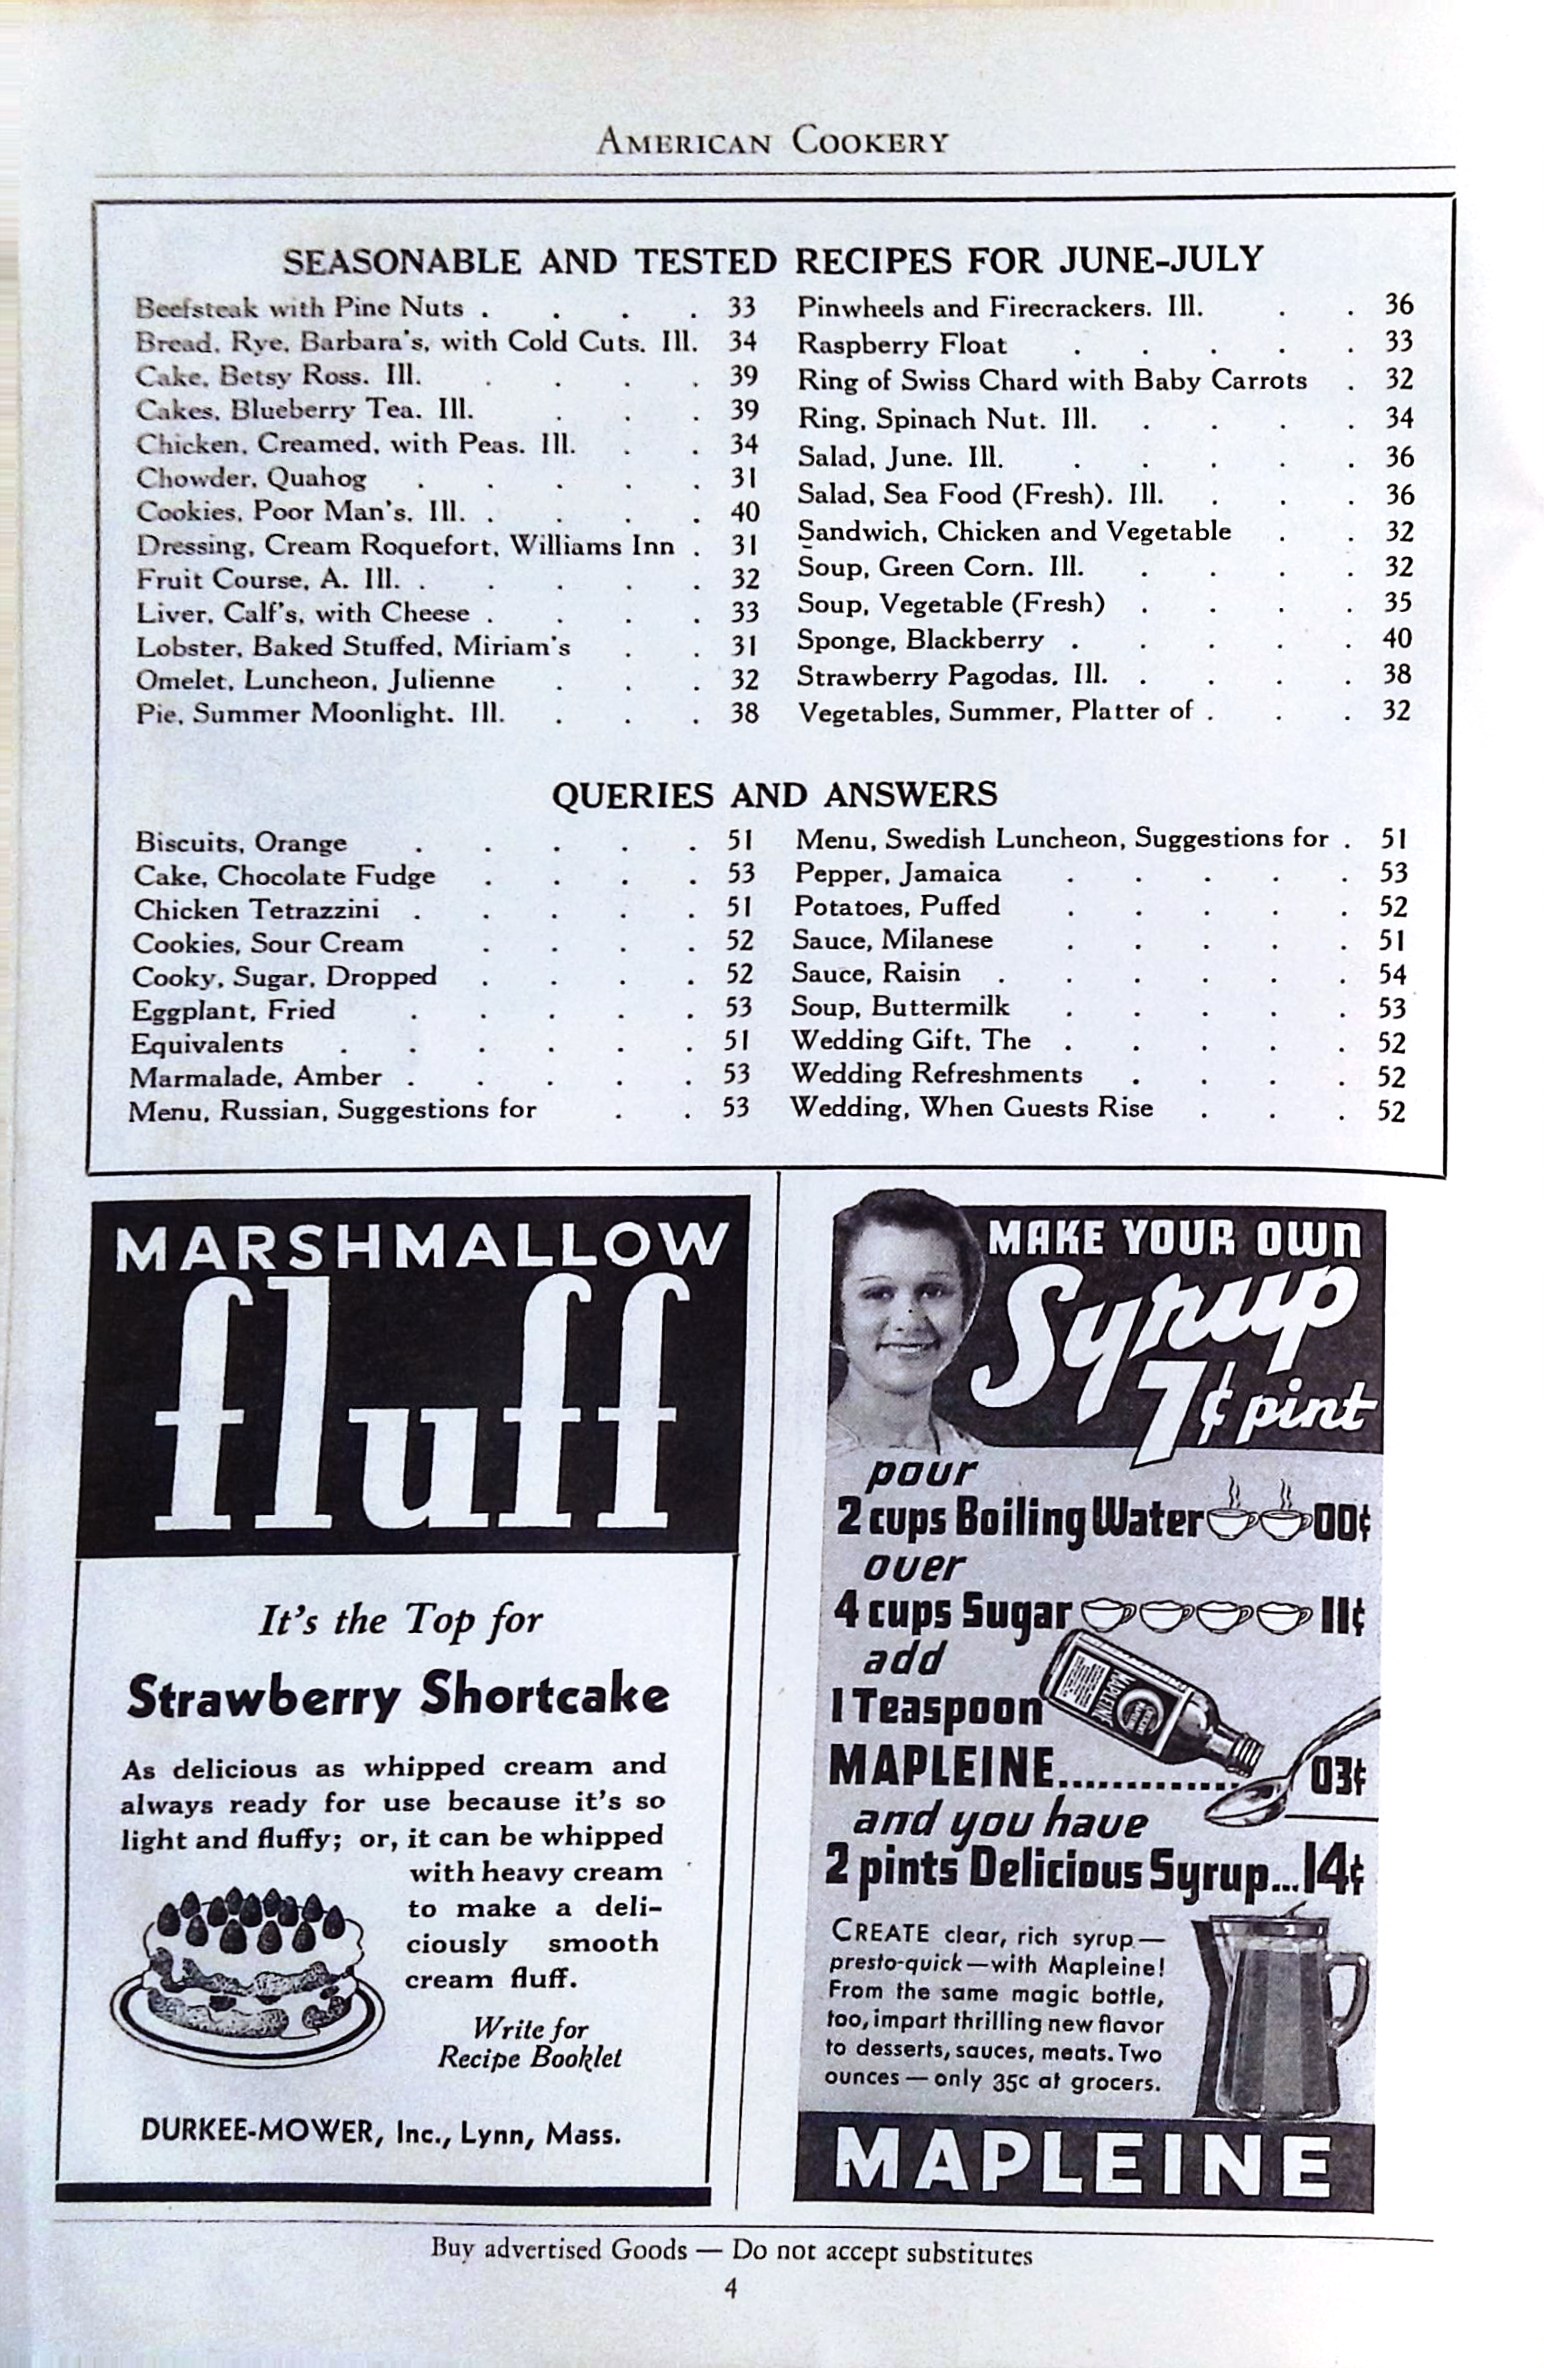 AMERICAN COOKERY
SEASONABLE AND TESTED RECIPES FOR JUNE-JULY
Beefsteak with Pine Nuts . . . . 33
Bread, Rye, Barbara's, with Cold Cuts. Ill. 34
Cake, Betsy Ross. Ill. . . . . 39
Cakes, Blueberry Tea. Ill. . . . 39
Chicken, Creamed, with Peas. Ill. . . 34
Chowder, Quahog . . . . . 31
Cookies, Poor Man's. Ill. . . . . 40
Dressing, Cream Roquefort, Williams Inn . 31
Fruit Course, A. Ill. . . . . . 32
Liver, Calf's, with Cheese . . . . 33
Lobster, Baked Stuffed, Miriam's . . 31
Omelet, Luncheon, Julienne . . . 32
Pie, Summer Moonlight. Ill. . . . 38
Pinwheels and Firecrackers. Ill. . . 36
Raspberry Float . . . . . 33
Ring of Swiss Chard with Baby Carrots . 32
Ring, Spinach Nut. Ill. . . . . 34
Salad, June. Ill. . . . . . 36
Salad, Sea Food (Fresh). Ill. . . . 36
Sandwich, Chicken and Vegetable . . 32
Soup, Green Corn. Ill. . . . . 32
Soup, Vegetable (Fresh) . . . . 35
Sponge, Blackberry . . . . . 40
Strawberry Pagodas. Ill. . . . . 38
Vegetables, Summer, Platter of . . . 32
QUERIES AND ANSWERS
Biscuits, Orange . . . . . 51
Cake, Chocolate Fudge . . . . 53
Chicken Tetrazzini . . . . . 51
Cookies, Sour Cream . . . . 52
Cooky, Sugar, Dropped . . . . 52
Eggplant, Fried . . . . . 53
Equivalents . . . . . . 51
Marmalade, Amber . . . . . 53
Menu, Russian, Suggestions for . . 53
Menu, Swedish Luncheon, Suggestions for . 51
Pepper, Jamaica . . . . . 53
Potatoes, Puffed . . . . . 52
Sauce, Milanese . . . . . 51
Sauce, Raisin . . . . . . 54
Soup, Buttermilk . . . . . 53
Wedding Gift, The . . . . . 52
Wedding Refreshments . . . . 52
Wedding, When Guests Rise . . . 52
MARSHMALLOW
fluff
It's the Top for
Strawberry Shortcake
As delicious as whipped cream and
always ready for use because it's so
light and fluffy; or, it can be whipped
with heavy cream
to make a deli-
ciously smooth
cream fluff.
Write for
Recipe Booklet
DURKEE-MOWER, Inc., Lynn, Mass.
MAKE YOUR OWN
Syrup
7¢ pint
pour
2 cups Boiling Water 00¢
over
4 cups Sugar 11¢
add
1 Teaspoon
MAPLEINE
MAPLEINE.............. 03¢
and you have
2 pints Delicious Syrup...14¢
CREATE clear, rich syrup—
presto-quick—with Mapleine!
From the same magic bottle,
too, impart thrilling new flavor
to desserts, sauces, meats. Two
ounces—only 35c at grocers.
MAPLEINE
Buy advertised Goods — Do not accept substitutes
4